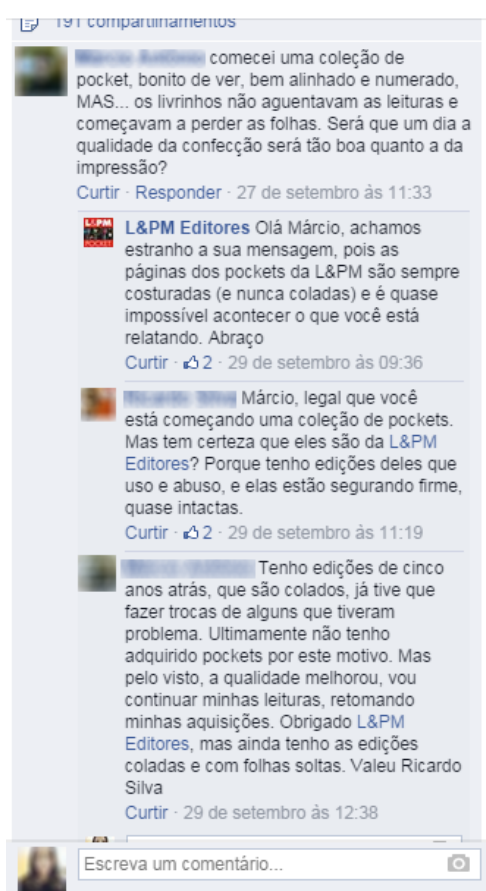 191 compartilhamentos
comecei uma coleção de
pocket, bonito de ver, bem alinhado e numerado,
MAS... os livrinhos não aguentavam as leituras e
começavam a perder as folhas. Será que um dia a
qualidade da confecção será tão boa quanto a da
impressão?
Curtir · Responder · 27 de setembro às 11:33
L&PM
POCKET
L&PM Editores Olá Márcio, achamos
estranho a sua mensagem, pois as
páginas dos pockets da L&PM são sempre
costuradas (e nunca coladas) e é quase
impossível acontecer o que você está
relatando. Abraço
Curtir · 2 · 29 de setembro às 09:36
Márcio, legal que você
está começando uma coleção de pockets.
Mas tem certeza que eles são da L&PM
Editores? Porque tenho edições deles que
uso e abuso, e elas estão segurando firme,
quase intactas.
Curtir · 2 · 29 de setembro às 11:19
Tenho edições de cinco
anos atrás, que são colados, já tive que
fazer trocas de alguns que tiveram
problema. Ultimamente não tenho
adquirido pockets por este motivo. Mas
pelo visto, a qualidade melhorou, vou
continuar minhas leituras, retomando
minhas aquisições. Obrigado L&PM
Editores, mas ainda tenho as edições
coladas e com folhas soltas. Valeu Ricardo
Silva
Curtir · 29 de setembro às 12:38
Escreva um comentário...